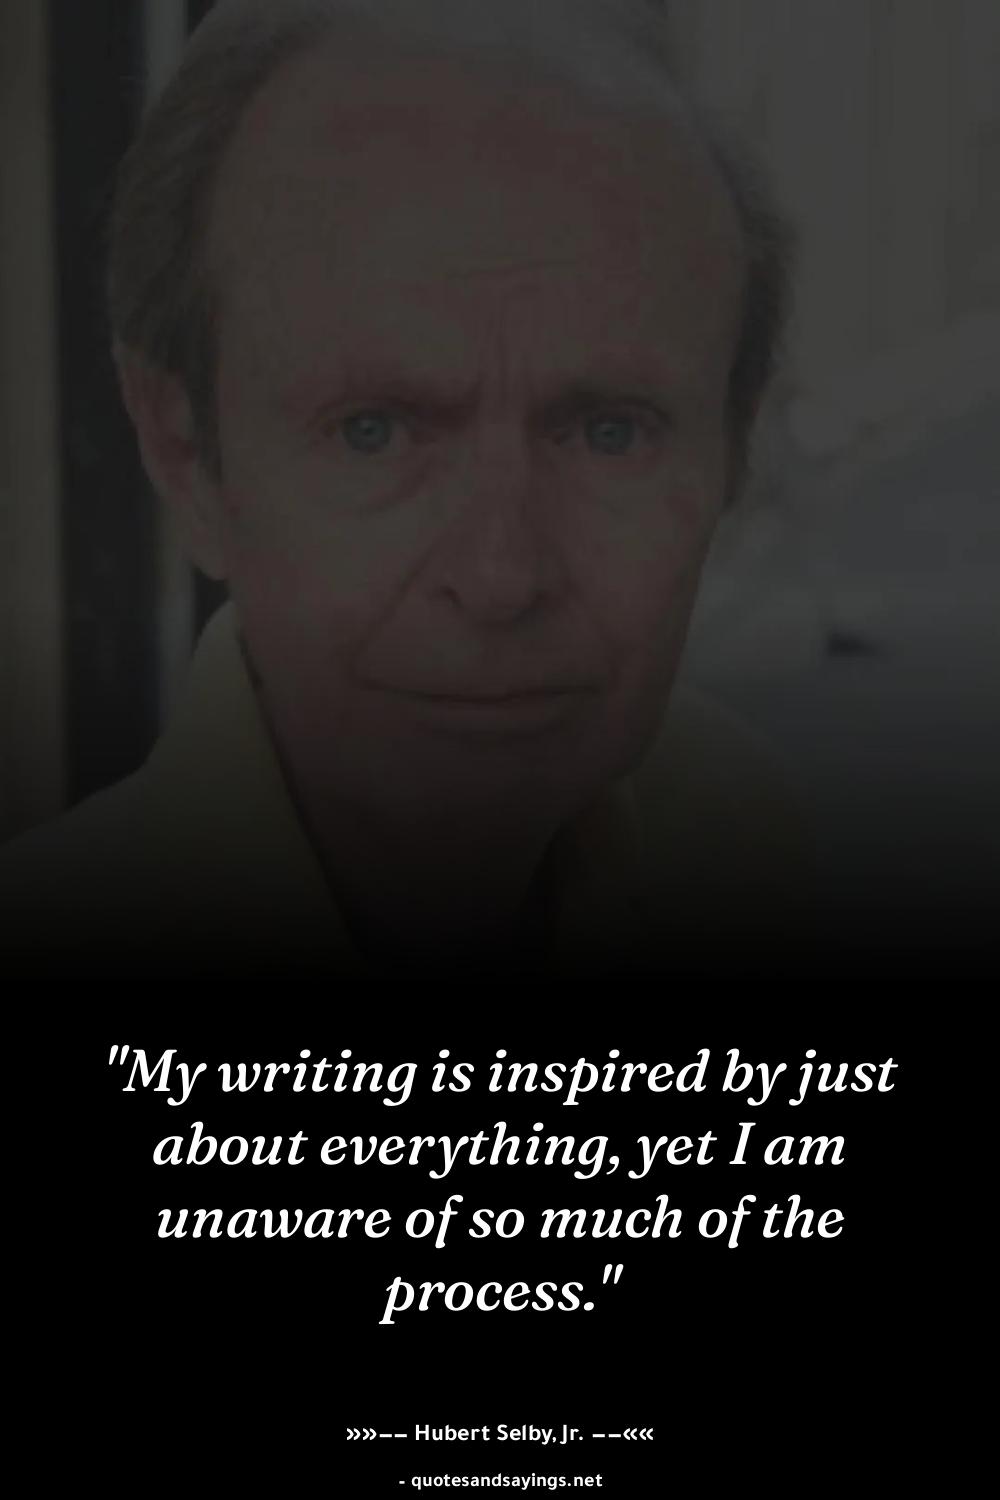 "My writing is inspired by just
about everything, yet I am
unaware of so much of the
process."
»»−− Hubert Selby, Jr. −−««
- quotesandsayings.net